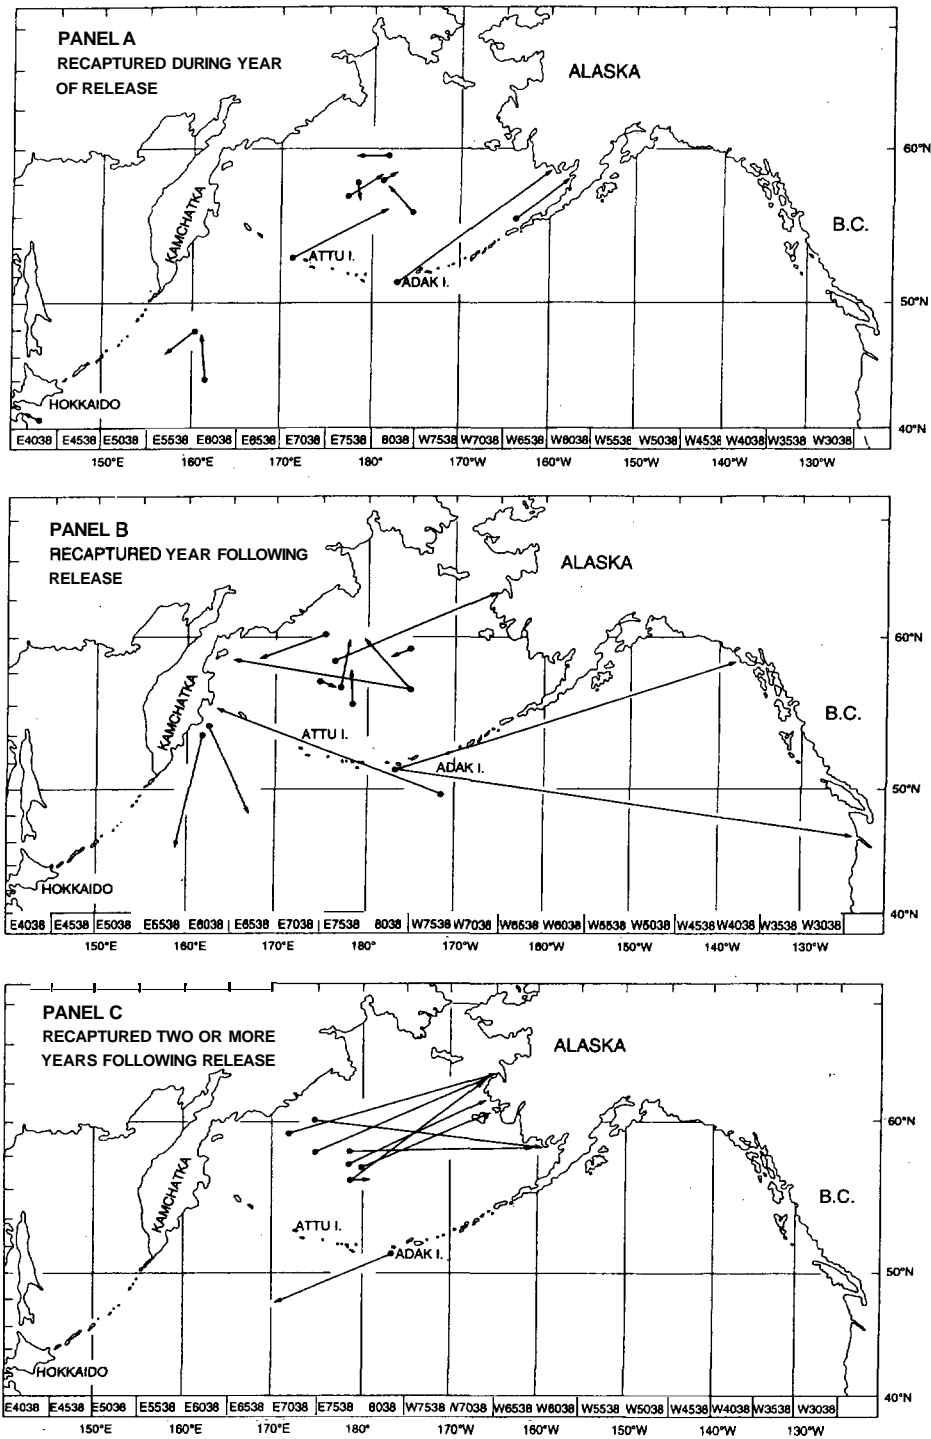 PANEL A
RECAPTURED DURING YEAR
OF RELEASE
ALASKA
60°N
KAMCHATKA
B.C.
ATTU I.
ADAK I.
50°N
HOKKAIDO
40°N
E4038 E4538 E5038 E5538 E6038 E6538 E7038 E7538 8038 W7538 W7038 W6538 W6038 W5538 W5038 W4538 W4038 W3538 W3038
150°E 160°E 170°E 180° 170°W 160°W 150°W 140°W 130°W
PANEL B
RECAPTURED YEAR FOLLOWING
RELEASE
ALASKA
60°N
KAMCHATKA
B.C.
ATTU I.
ADAK I.
50°N
HOKKAIDO
40°N
E4038 E4538 E5038 E5538 E6038 E6538 E7038 E7538 8038 W7538 W7038 W6538 W6038 W5538 W5038 W4538 W4038 W3538 W3038
150°E 160°E 170°E 180° 170°W 160°W 150°W 140°W 130°W
PANEL C
RECAPTURED TWO OR MORE
YEARS FOLLOWING RELEASE
ALASKA
60°N
KAMCHATKA
B.C.
ATTU I.
ADAK I.
50°N
HOKKAIDO
40°N
E4038 E4538 E5038 E5538 E6038 E6538 E7038 E7538 8038 W7538 W7038 W6538 W6038 W5538 W5038 W4538 W4038 W3538 W3038
150°E 160°E 170°E 180° 170°W 160°W 150°W 140°W 130°W